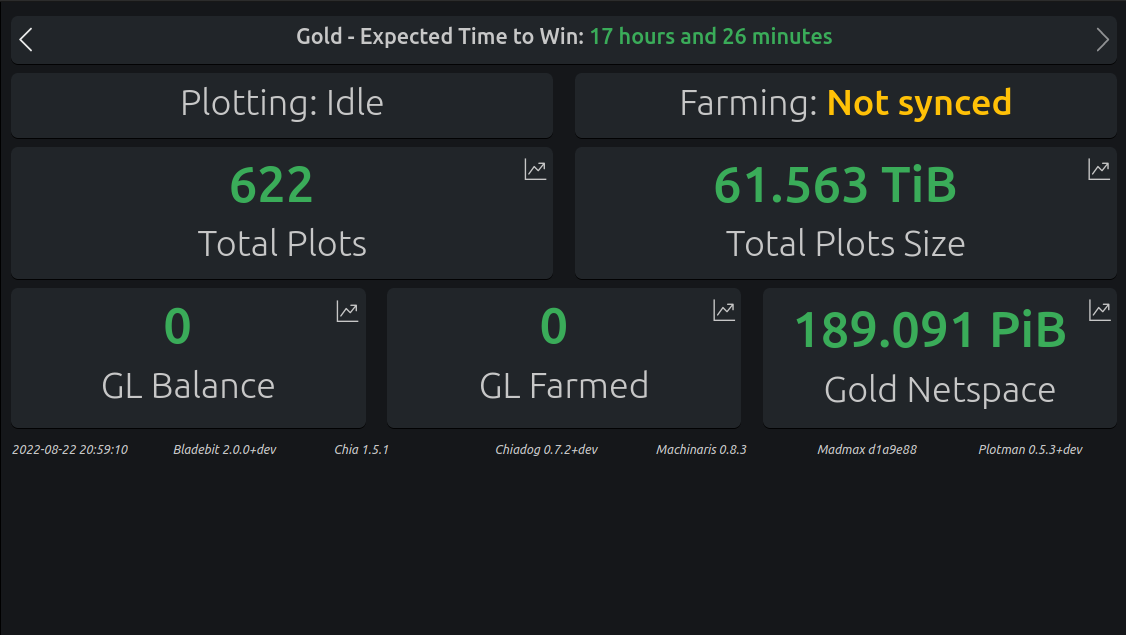 Gold - Expected Time to Win: 17 hours and 26 minutes
Plotting: Idle
Farming: Not synced
622
Total Plots
61.563 TiB
Total Plots Size
0
GL Balance
0
GL Farmed
189.091 PiB
Gold Netspace
2022-08-22 20:59:10 Bladebit 2.0.0+dev Chia 1.5.1 Chiadog 0.7.2+dev Machinaris 0.8.3 Madmax d1a9e88 Plotman 0.5.3+dev